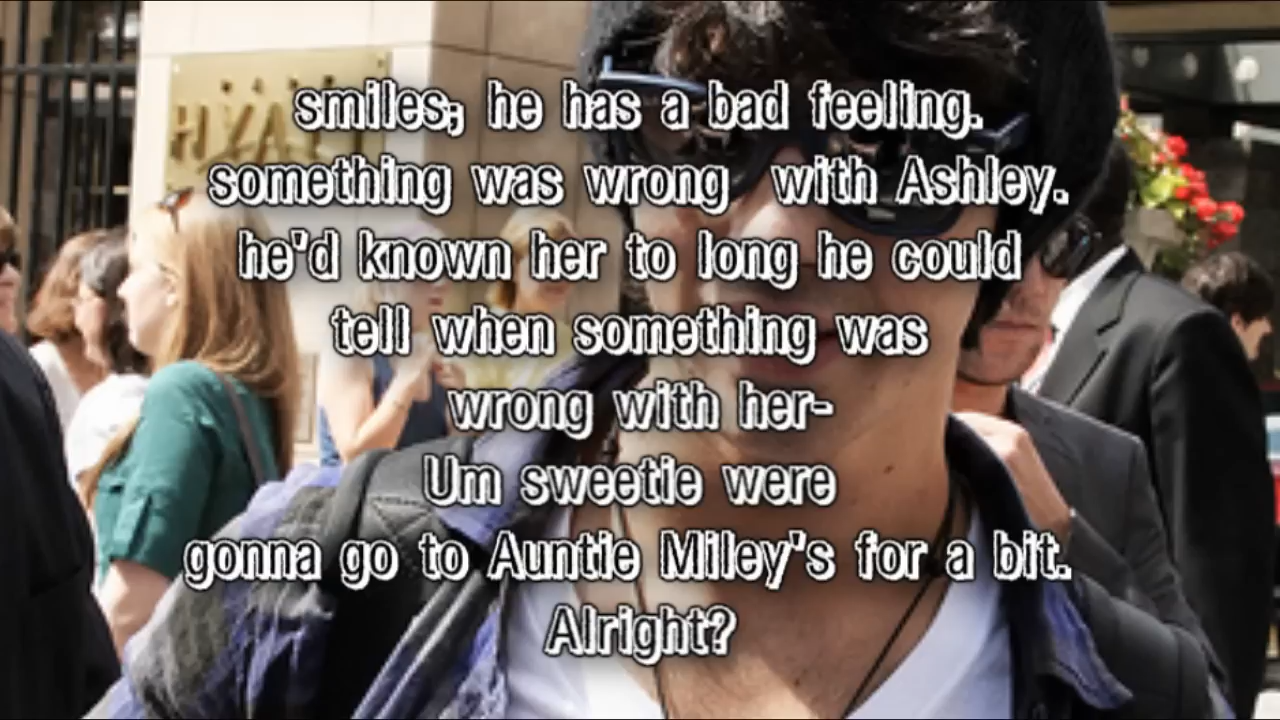 HYATT
smiles; he has a bad feeling.
something was wrong with Ashley.
he'd known her to long he could
tell when something was
wrong with her-
Um sweetie were
gonna go to Auntie Miley's for a bit.
Alright?